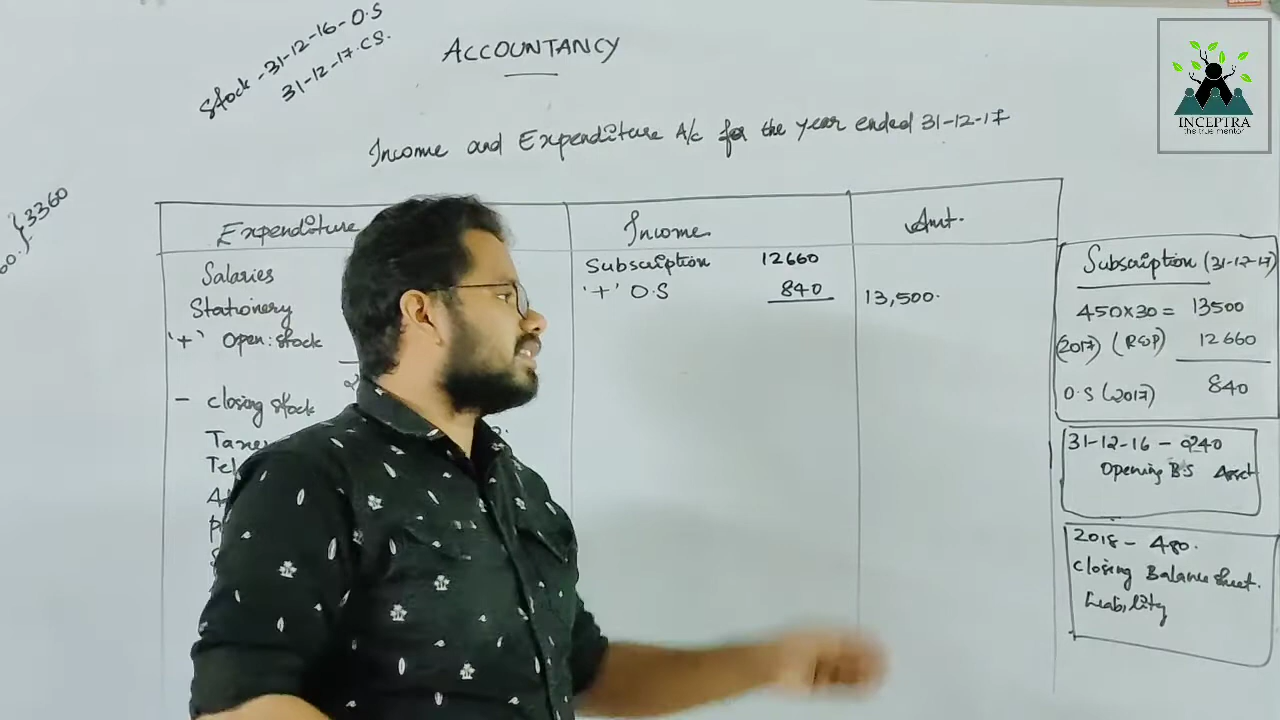 Stock - 31-12-16 - O.S
31-12-17. C.S.
ACCOUNTANCY
Income and Expenditure A/c for the year ended 31-12-17
INCEPTRA
the true mentor
} 3360
Expenditure
Salaries
Stationery
'+' Open: stock
- Closing stock
Income
Subscription 12660
'+' O.S 840
Amt.
13,500.
Subscription (31-12-17)
450x30 = 13500
(2017) (R&P) 12660
O.S (2017) 840
31-12-16 - 240
Opening B.S Asset
2018 - 480.
Closing Balance sheet.
Liability